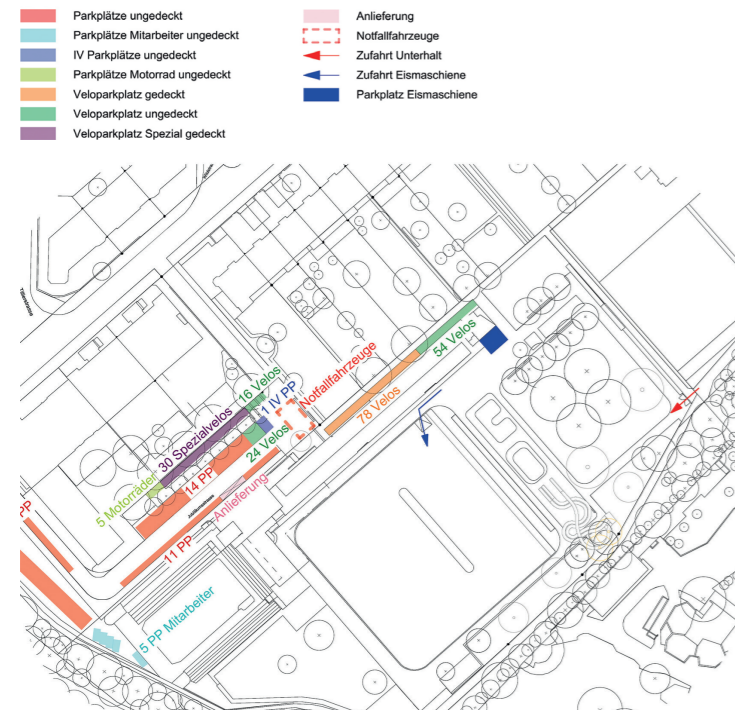 Parkplätze ungedeckt
Parkplätze Mitarbeiter ungedeckt
IV Parkplätze ungedeckt
Parkplätze Motorrad ungedeckt
Veloparkplatz gedeckt
Veloparkplatz ungedeckt
Veloparkplatz Spezial gedeckt
Anlieferung
Notfallfahrzeuge
Zufahrt Unterhalt
Zufahrt Eismaschiene
Parkplatz Eismaschiene
54 Velos
Notfallfahrzeuge
78 Velos
16 Velos
1 IV PP
30 Spezialvelos
24 Velos
5 Motorräder
14 PP
Anlieferung
11 PP
PP
5 PP Mitarbeiter